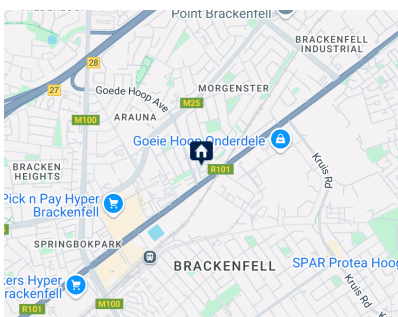 Point Brackenfell
BRACKENFELL
INDUSTRIAL
28
27
Goede Hoop Ave
MORGENSTER
M25
M100
ARAUNA
Goeie Hoop Onderdele
R101
Kruis Rd
BRACKEN
HEIGHTS
Pick n Pay Hyper
Brackenfell
SPRINGBOKPARK
BRACKENFELL
SPAR Protea Hoog
kers Hyper
rackenfell
Kruis Rd
M100
R101